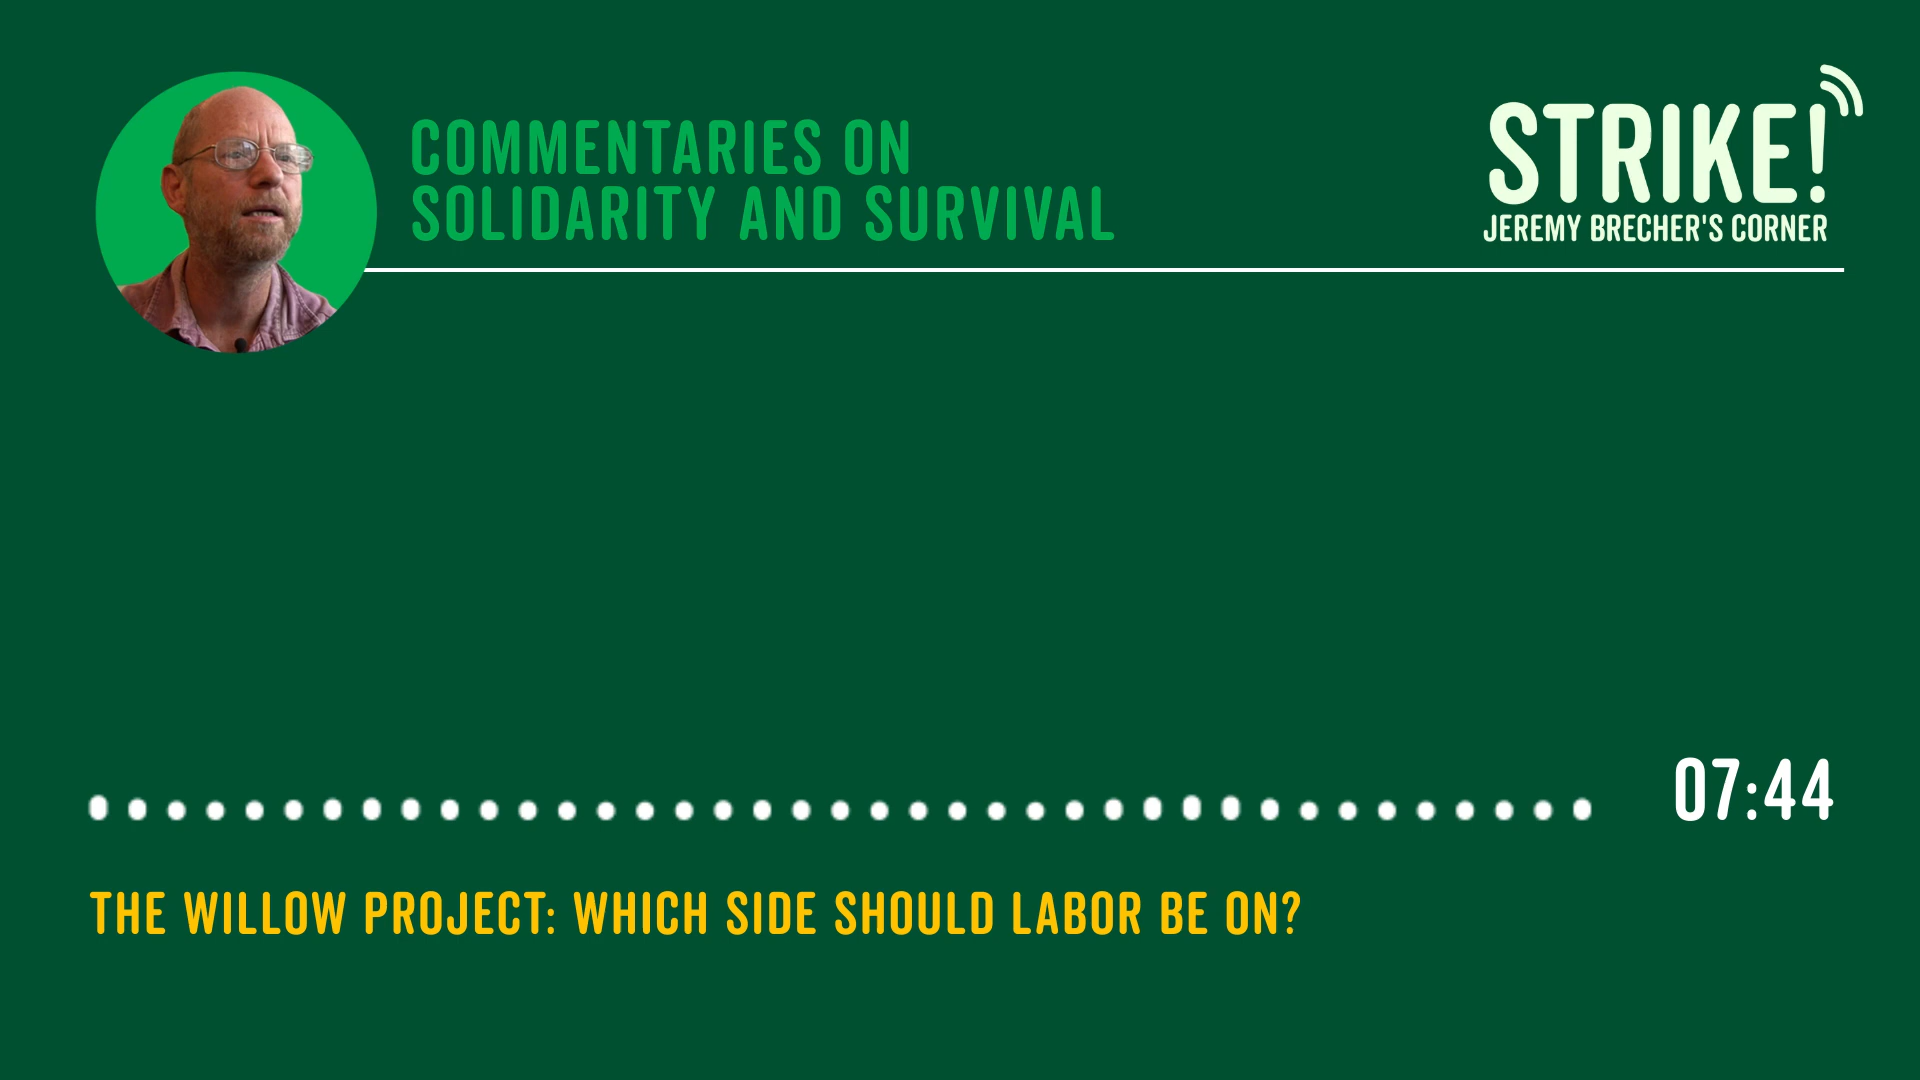 COMMENTARIES ON
SOLIDARITY AND SURVIVAL
STRIKE!
JEREMY BRECHER'S CORNER
07:44
THE WILLOW PROJECT: WHICH SIDE SHOULD LABOR BE ON?